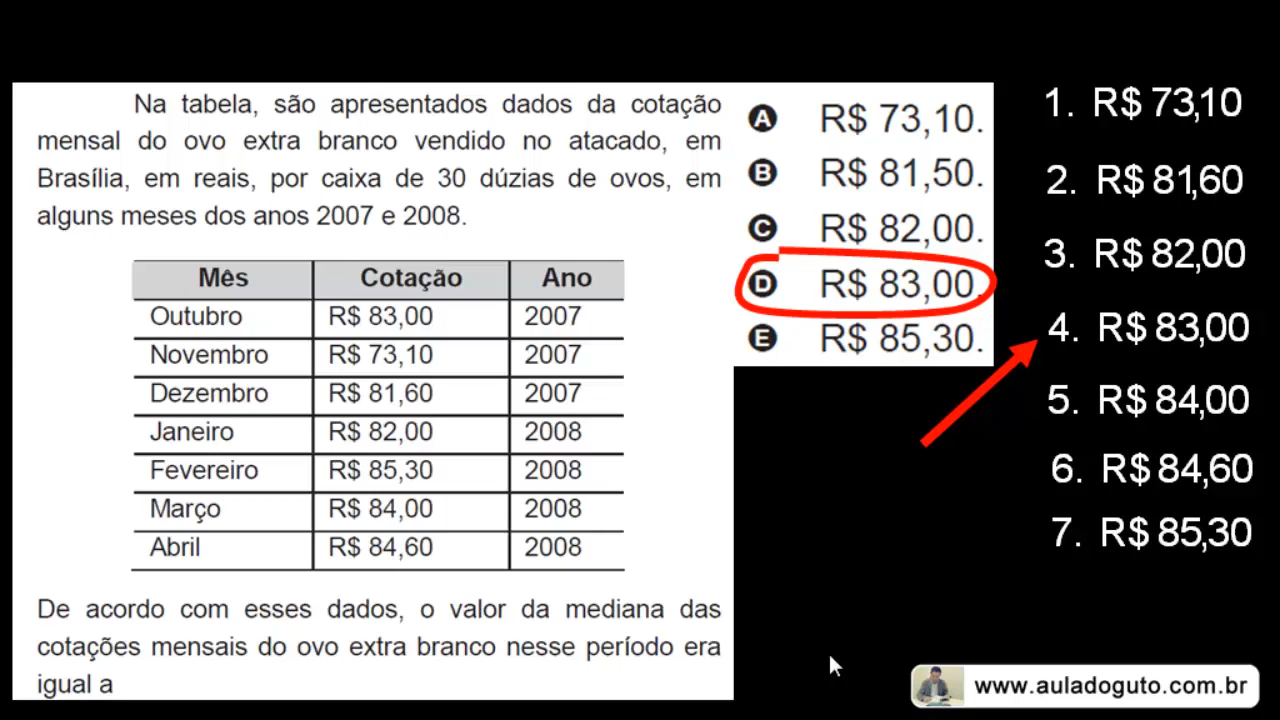 Na tabela, são apresentados dados da cotação
mensal do ovo extra branco vendido no atacado, em
Brasília, em reais, por caixa de 30 dúzias de ovos, em
alguns meses dos anos 2007 e 2008.
Mês Cotação Ano
Outubro R$ 83,00 2007
Novembro R$ 73,10 2007
Dezembro R$ 81,60 2007
Janeiro R$ 82,00 2008
Fevereiro R$ 85,30 2008
Março R$ 84,00 2008
Abril R$ 84,60 2008
De acordo com esses dados, o valor da mediana das
cotações mensais do ovo extra branco nesse período era
igual a
A R$ 73,10.
B R$ 81,50.
C R$ 82,00.
D R$ 83,00.
E R$ 85,30.
1. R$ 73,10
2. R$ 81,60
3. R$ 82,00
4. R$ 83,00
5. R$ 84,00
6. R$ 84,60
7. R$ 85,30
www.auladoguto.com.br